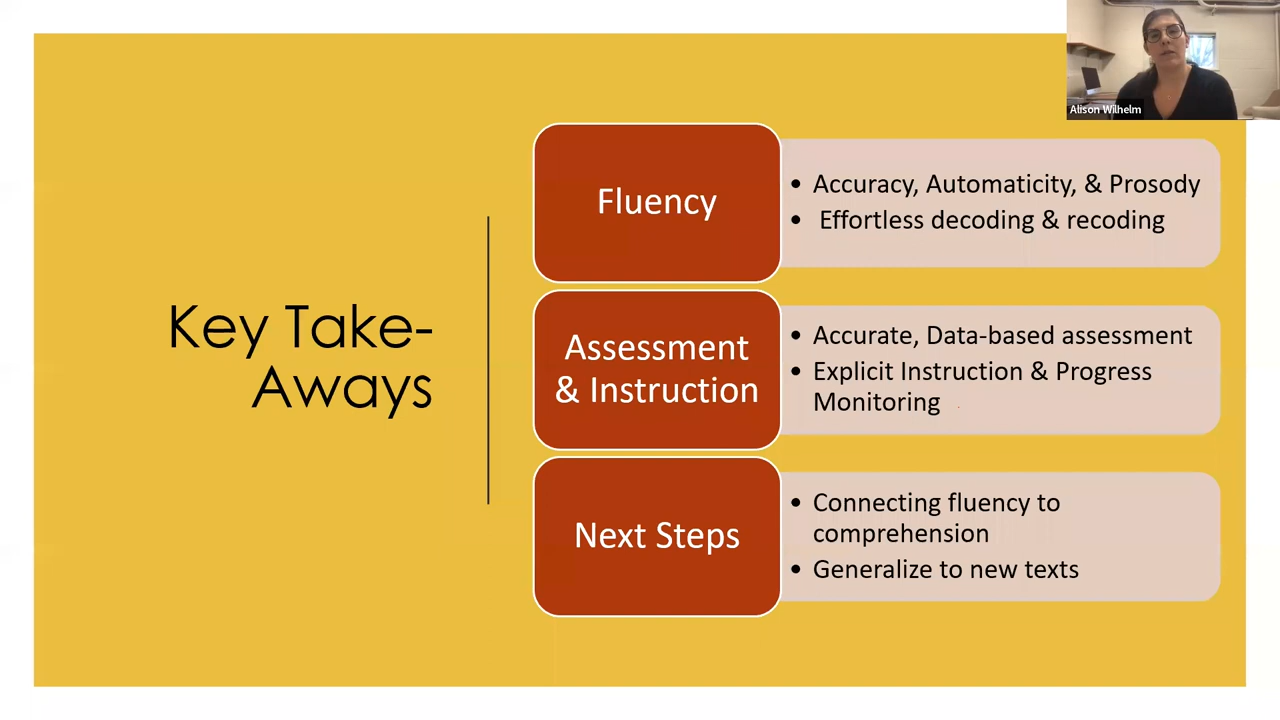 Alison Wilhelm
Key Take-
Aways
Fluency
• Accuracy, Automaticity, & Prosody
• Effortless decoding & recoding
Assessment
& Instruction
• Accurate, Data-based assessment
• Explicit Instruction & Progress
Monitoring
Next Steps
• Connecting fluency to
comprehension
• Generalize to new texts